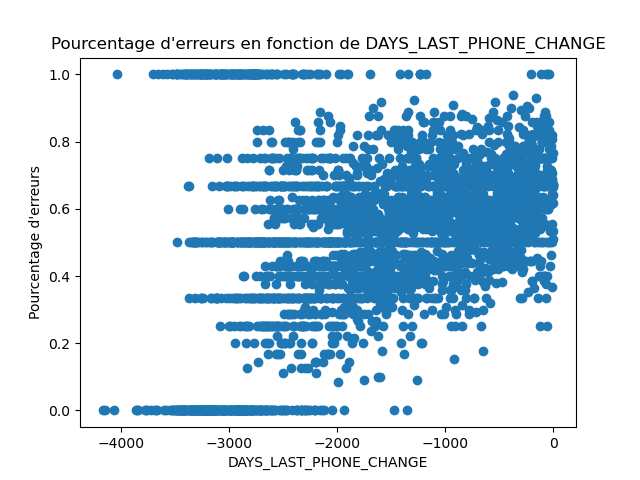 Pourcentage d'erreurs en fonction de DAYS_LAST_PHONE_CHANGE
1.0
0.8
0.6
0.4
0.2
0.0
Pourcentage d'erreurs
−4000 −3000 −2000 −1000 0
DAYS_LAST_PHONE_CHANGE